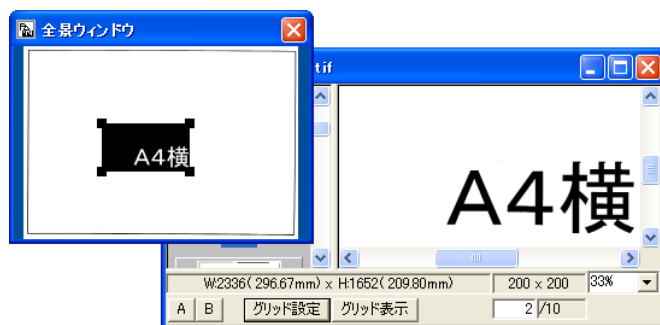 全景ウィンドウ
tif
A4横
A4横
W:2336( 296.67mm) × H:1652( 209.80mm)
200 × 200
33%
A
B
グリッド設定
グリッド表示
2 /10